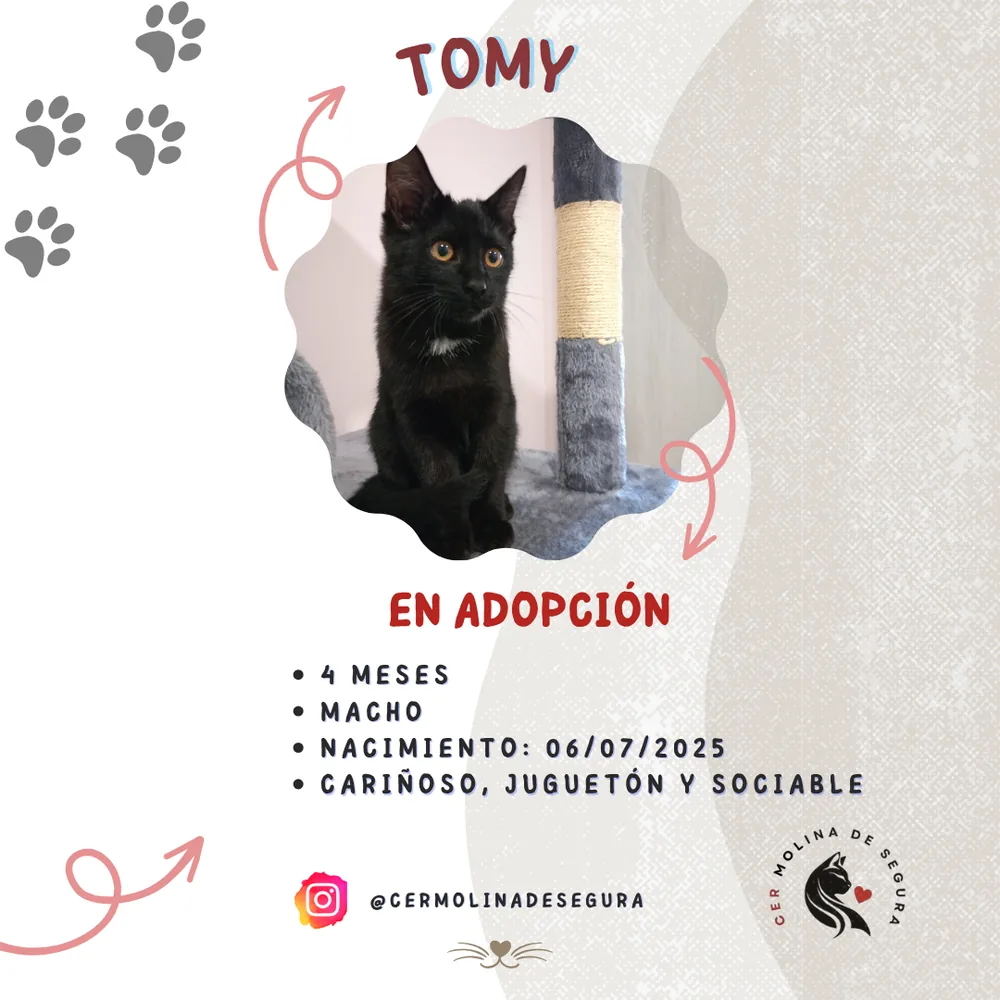 TOMY
EN ADOPCIÓN
• 4 MESES
• MACHO
• NACIMIENTO: 06/07/2025
• CARIÑOSO, JUGUETÓN Y SOCIABLE
CER MOLINA DE SEGURA
@CERMOLINADESEGURA